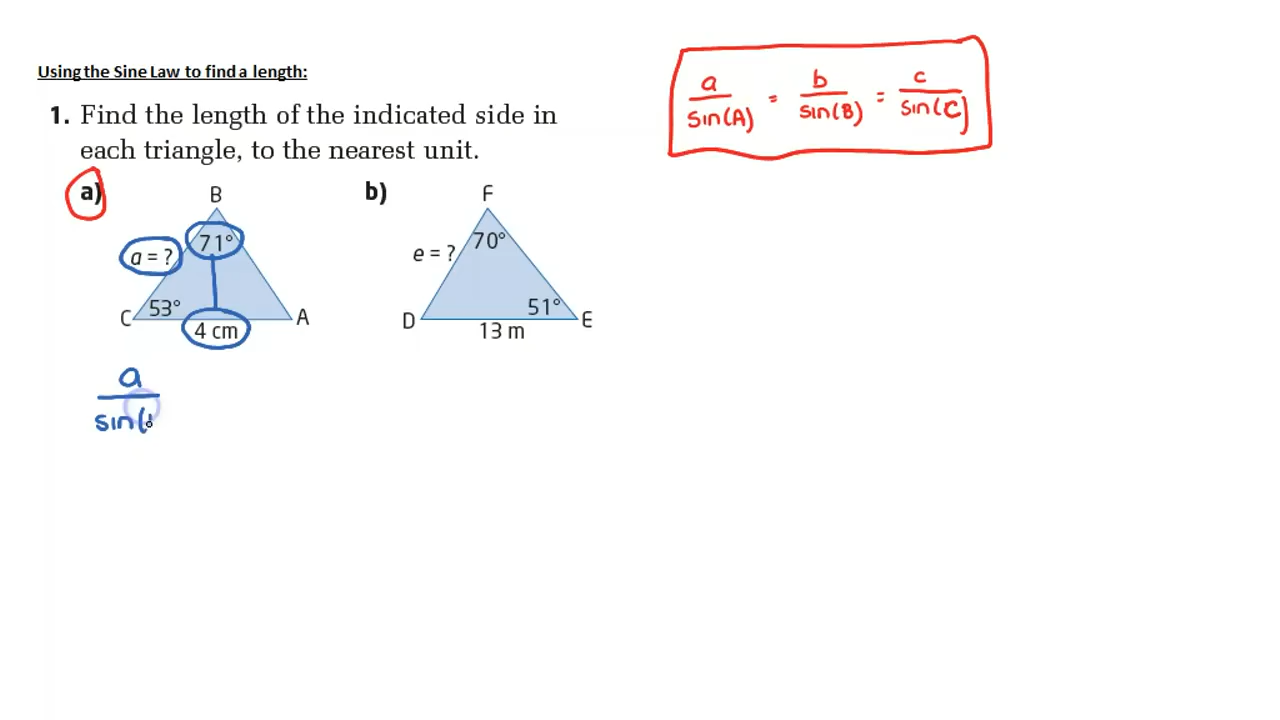 Using the Sine Law to find a length:
a/sin(A) = b/sin(B) = c/sin(C)
1. Find the length of the indicated side in
each triangle, to the nearest unit.
a)
B
71°
a = ?
53°
C
A
4 cm
b)
F
70°
e = ?
51°
D
E
13 m
a
sin(